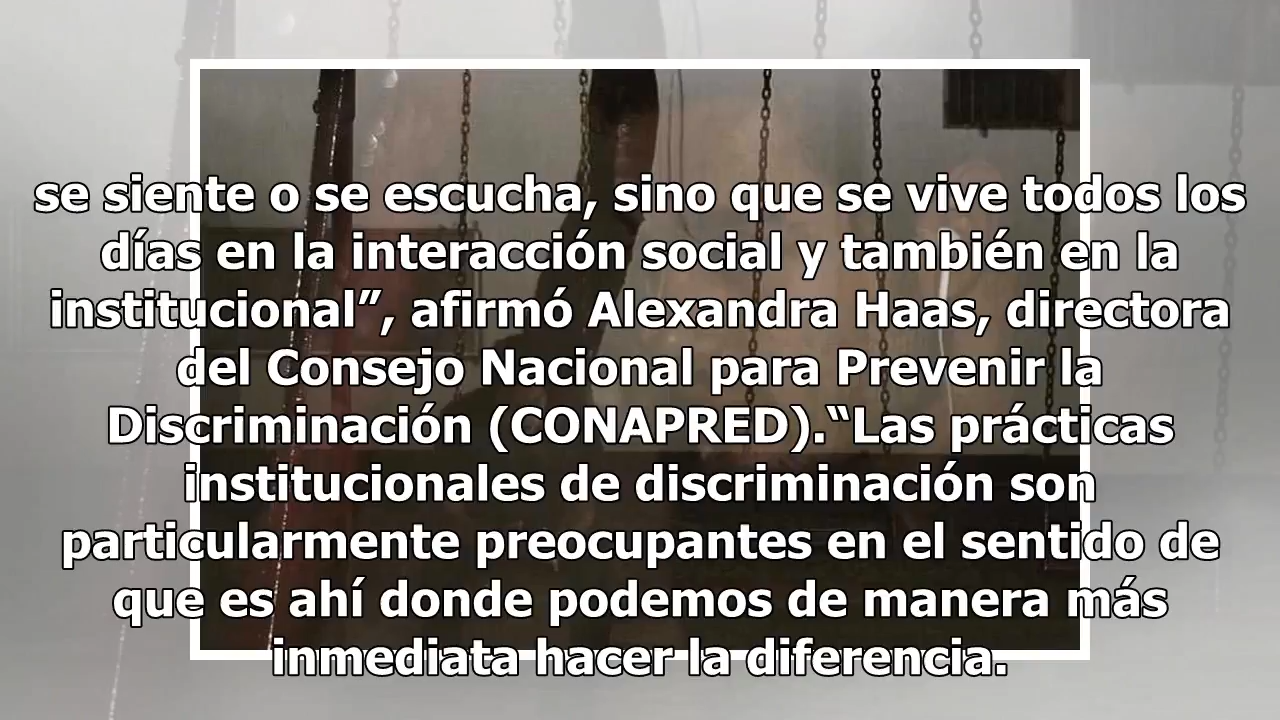 se siente o se escucha, sino que se vive todos los
días en la interacción social y también en la
institucional”, afirmó Alexandra Haas, directora
del Consejo Nacional para Prevenir la
Discriminación (CONAPRED).“Las prácticas
institucionales de discriminación son
particularmente preocupantes en el sentido de
que es ahí donde podemos de manera más
inmediata hacer la diferencia.